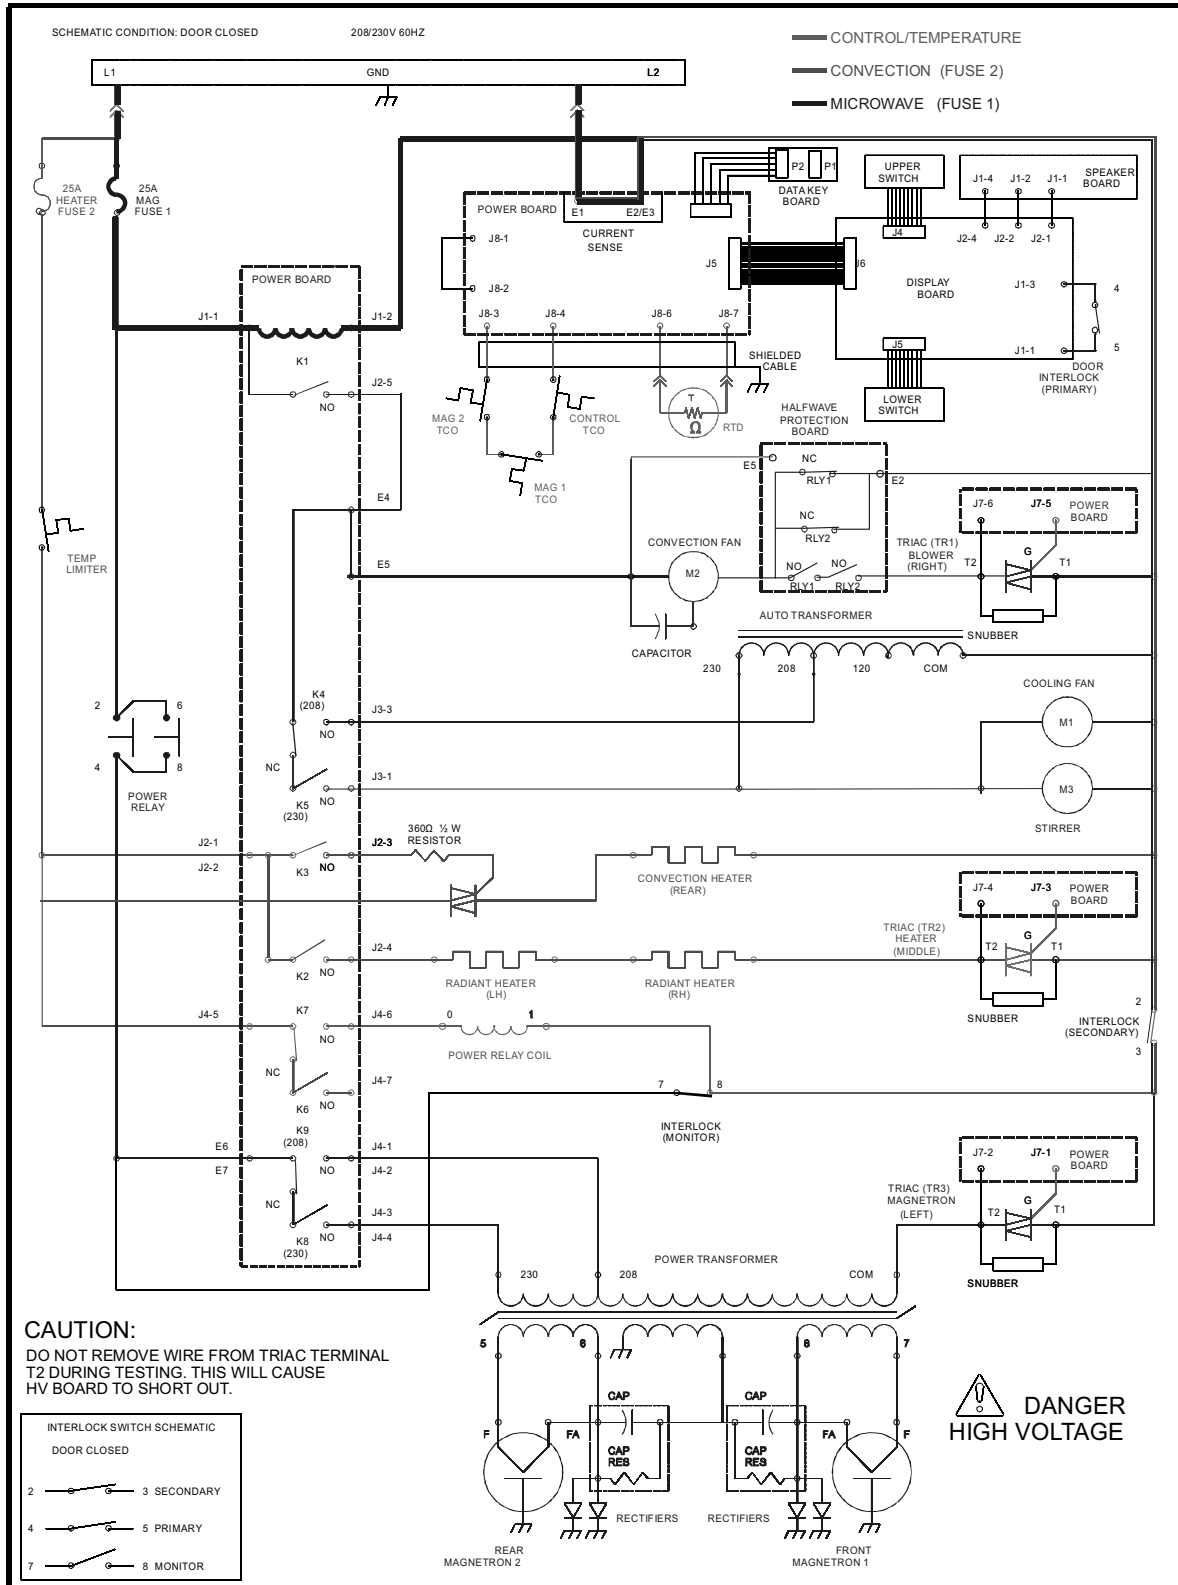 SCHEMATIC CONDITION: DOOR CLOSED
208/230V 60HZ
CONTROL/TEMPERATURE
CONVECTION (FUSE 2)
MICROWAVE (FUSE 1)
L1
GND
L2
25A
HEATER
FUSE 2
25A
MAG
FUSE 1
POWER BOARD
E1
E2/E3
CURRENT
SENSE
J8-1
J8-2
J8-3
J8-4
J8-6
J8-7
P2
P1
DATA KEY
BOARD
UPPER
SWITCH
J4
J1-4
J1-2
J1-1
SPEAKER
BOARD
J2-4
J2-2
J2-1
J5
J6
DISPLAY
BOARD
J1-3
4
J1-1
5
J5
LOWER
SWITCH
DOOR
INTERLOCK
(PRIMARY)
SHIELDED
CABLE
MAG 2
TCO
CONTROL
TCO
MAG 1
TCO
T
Ω
RTD
POWER BOARD
J1-1
J1-2
K1
NO
J2-5
E4
E5
TEMP
LIMITER
HALFWAVE
PROTECTION
BOARD
E5
NC
RLY1
E2
NC
RLY2
NO
RLY1
NO
RLY2
CONVECTION FAN
M2
CAPACITOR
TRIAC (TR1)
BLOWER
(RIGHT)
J7-6
J7-5
POWER
BOARD
T2
G
T1
SNUBBER
AUTO TRANSFORMER
230
208
120
COM
COOLING FAN
M1
M3
STIRRER
2
6
4
8
POWER
RELAY
K4
(208)
NO
J3-3
NC
K5
(230)
NO
J3-1
J2-1
J2-2
K3
NO
J2-3
360Ω ½ W
RESISTOR
CONVECTION HEATER
(REAR)
K2
NO
J2-4
RADIANT HEATER
(LH)
RADIANT HEATER
(RH)
TRIAC (TR2)
HEATER
(MIDDLE)
J7-4
J7-3
POWER
BOARD
T2
G
T1
SNUBBER
2
INTERLOCK
(SECONDARY)
3
J4-5
K7
NO
J4-6
0
1
POWER RELAY COIL
NC
K6
NO
J4-7
7
8
INTERLOCK
(MONITOR)
E6
E7
K9
(208)
NO
J4-1
J4-2
NC
K8
(230)
NO
J4-3
J4-4
TRIAC (TR3)
MAGNETRON
(LEFT)
J7-2
J7-1
POWER
BOARD
T2
G
T1
SNUBBER
POWER TRANSFORMER
230
208
COM
5
6
8
7
CAP
CAP
F
FA
CAP
RES
CAP
RES
FA
F
RECTIFIERS
RECTIFIERS
REAR
MAGNETRON 2
FRONT
MAGNETRON 1
CAUTION:
DO NOT REMOVE WIRE FROM TRIAC TERMINAL
T2 DURING TESTING. THIS WILL CAUSE
HV BOARD TO SHORT OUT.
DANGER
HIGH VOLTAGE
INTERLOCK SWITCH SCHEMATIC
DOOR CLOSED
2
3 SECONDARY
4
5 PRIMARY
7
8 MONITOR